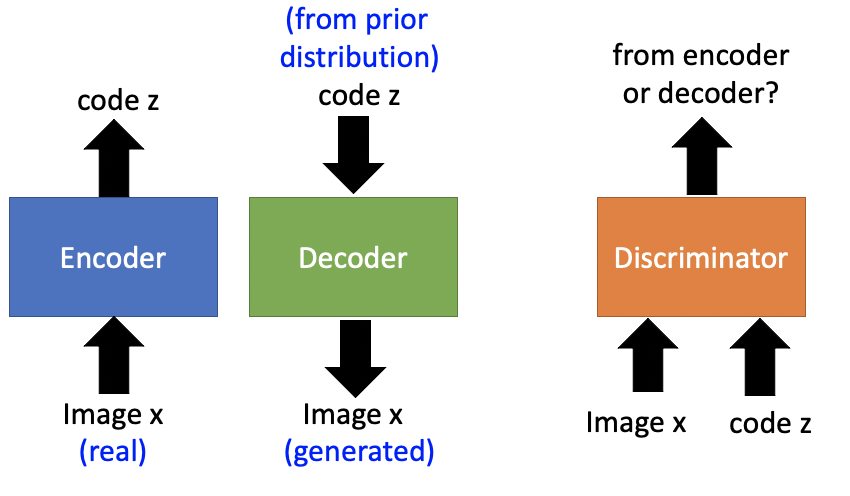 code z
Encoder
Image x
(real)
(from prior
distribution)
code z
Decoder
Image x
(generated)
from encoder
or decoder?
Discriminator
Image x
code z